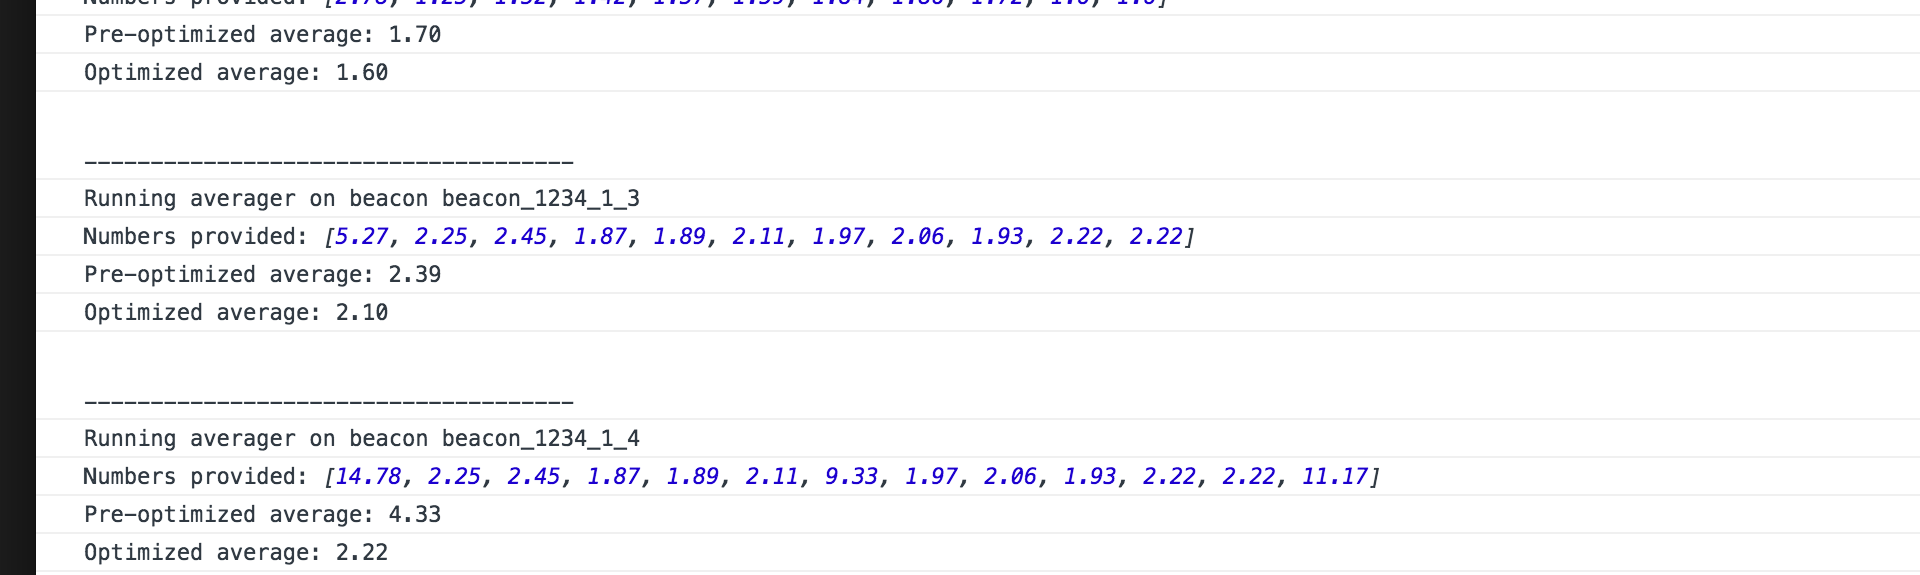 Numbers provided: [2.78, 1.25,
Pre-optimized average: 1.70
Optimized average: 1.60
-------------------------------------
Running averager on beacon beacon_1234_1_3
Numbers provided: [5.27, 2.25, 2.45, 1.87, 1.89, 2.11, 1.97, 2.06, 1.93, 2.22, 2.22]
Pre-optimized average: 2.39
Optimized average: 2.10
-------------------------------------
Running averager on beacon beacon_1234_1_4
Numbers provided: [14.78, 2.25, 2.45, 1.87, 1.89, 2.11, 9.33, 1.97, 2.06, 1.93, 2.22, 2.22, 11.17]
Pre-optimized average: 4.33
Optimized average: 2.22